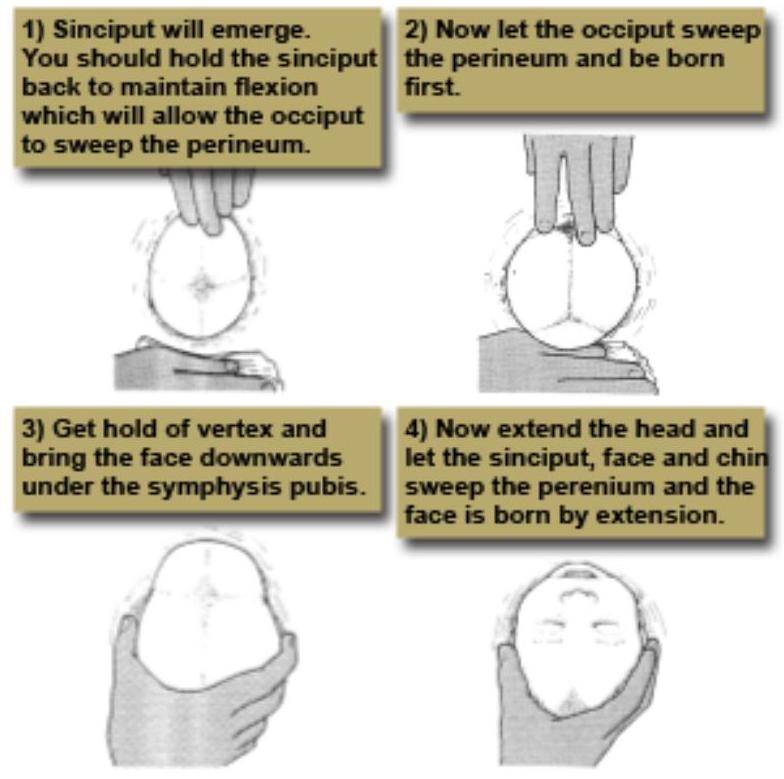 1) Sinciput will emerge.
You should hold the sinciput
back to maintain flexion
which will allow the occiput
to sweep the perineum.
2) Now let the occiput sweep
the perineum and be born
first.
3) Get hold of vertex and
bring the face downwards
under the symphysis pubis.
4) Now extend the head and
let the sinciput, face and chin
sweep the perenium and the
face is born by extension.